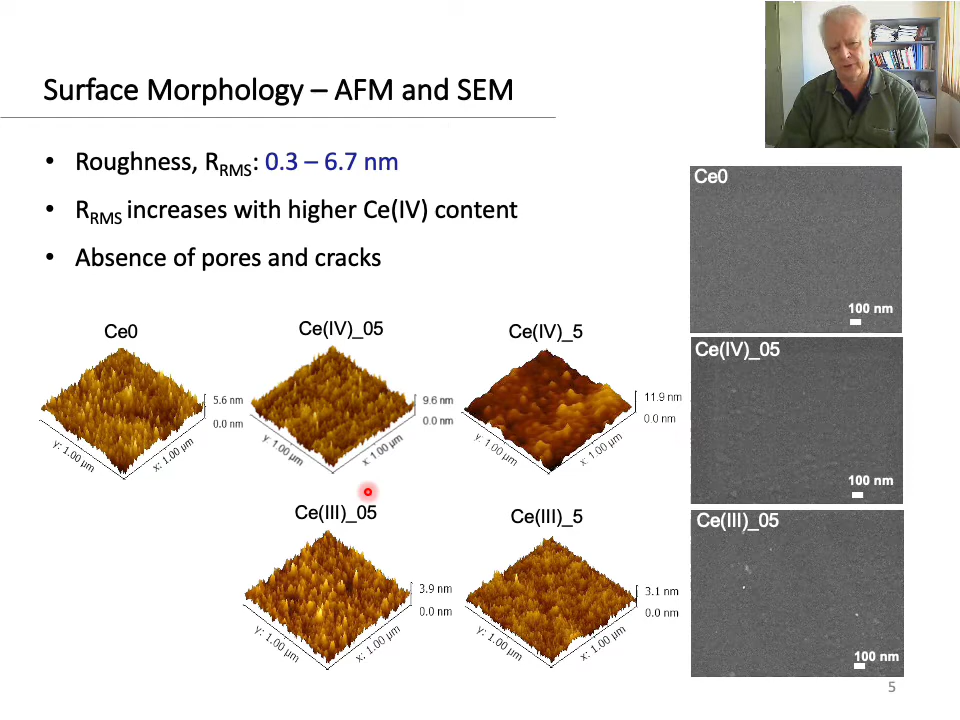 Surface Morphology – AFM and SEM
• Roughness, RRMS: 0.3 – 6.7 nm
• RRMS increases with higher Ce(IV) content
• Absence of pores and cracks
Ce0
5.6 nm
0.0 nm
y: 1.00 µm
x: 1.00 µm
Ce(IV)_05
9.6 nm
0.0 nm
y: 1.00 µm
x: 1.00 µm
Ce(IV)_5
11.9 nm
0.0 nm
y: 1.00 µm
x: 1.00 µm
Ce(III)_05
3.9 nm
0.0 nm
y: 1.00 µm
x: 1.00 µm
Ce(III)_5
3.1 nm
0.0 nm
y: 1.00 µm
x: 1.00 µm
Ce0
100 nm
Ce(IV)_05
100 nm
Ce(III)_05
100 nm
5